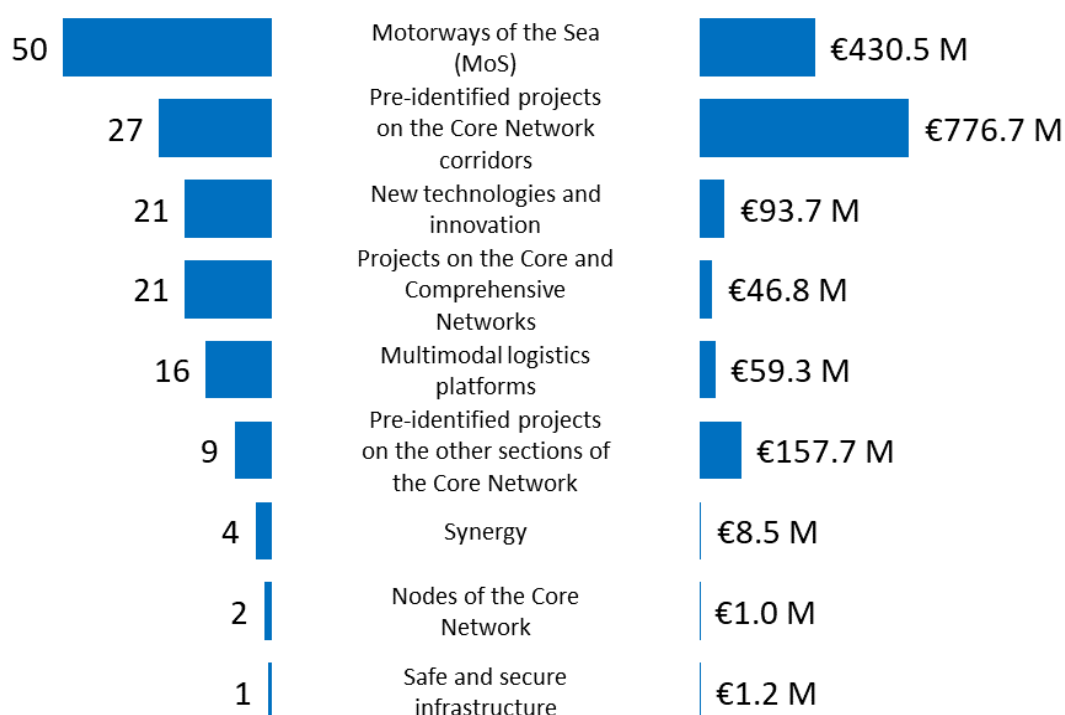 50
Motorways of the Sea
(MoS)
€430.5 M
27
Pre-identified projects
on the Core Network
corridors
€776.7 M
21
New technologies and
innovation
€93.7 M
21
Projects on the Core and
Comprehensive
Networks
€46.8 M
16
Multimodal logistics
platforms
€59.3 M
9
Pre-identified projects
on the other sections of
the Core Network
€157.7 M
4
Synergy
€8.5 M
2
Nodes of the Core
Network
€1.0 M
1
Safe and secure
infrastructure
€1.2 M